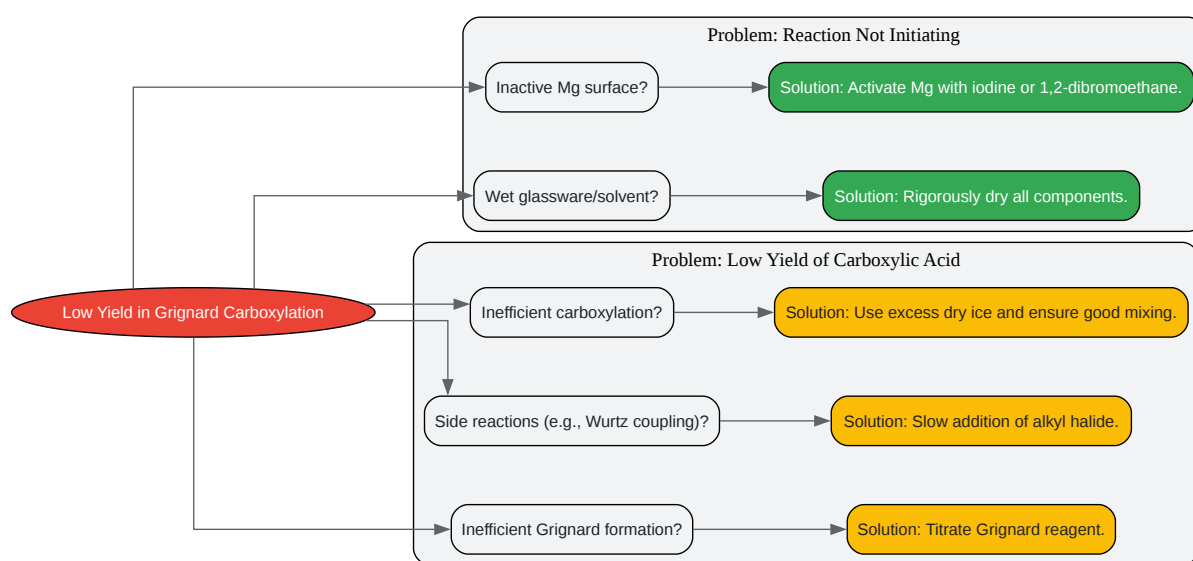 Problem: Reaction Not Initiating
Inactive Mg surface?
Solution: Activate Mg with iodine or 1,2-dibromoethane.
Wet glassware/solvent?
Solution: Rigorously dry all components.
Problem: Low Yield of Carboxylic Acid
Low Yield in Grignard Carboxylation
Inefficient carboxylation?
Solution: Use excess dry ice and ensure good mixing.
Side reactions (e.g., Wurtz coupling)?
Solution: Slow addition of alkyl halide.
Inefficient Grignard formation?
Solution: Titrate Grignard reagent.